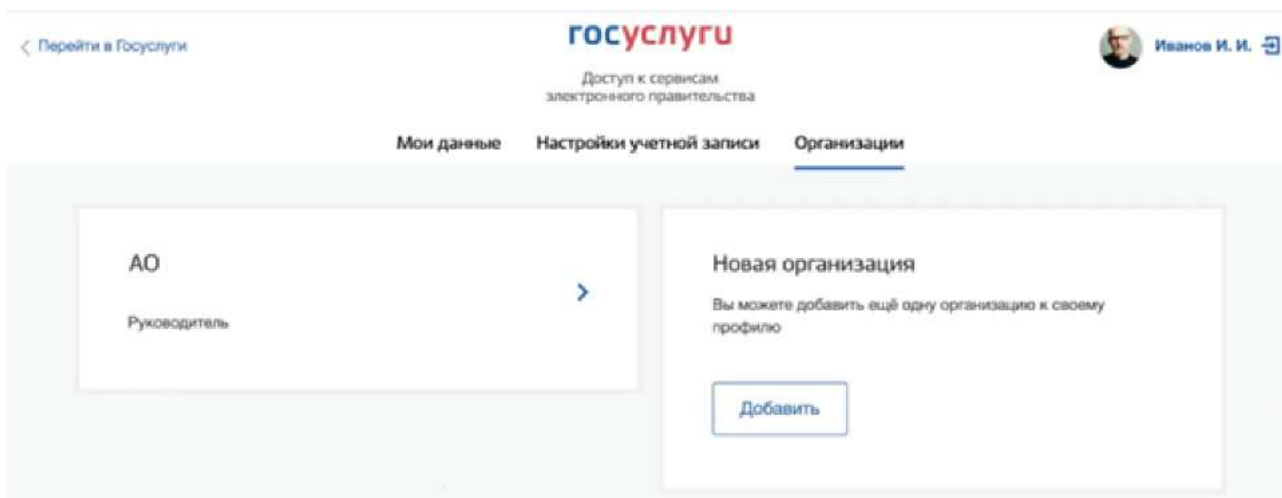 Перейти в Госуслуги
госуслуги
Иванов И. И.
Доступ к сервисам
электронного правительства
Мои данные Настройки учетной записи Организации
АО
Руководитель
Новая организация
Вы можете добавить ещё одну организацию к своему
профилю
Добавить